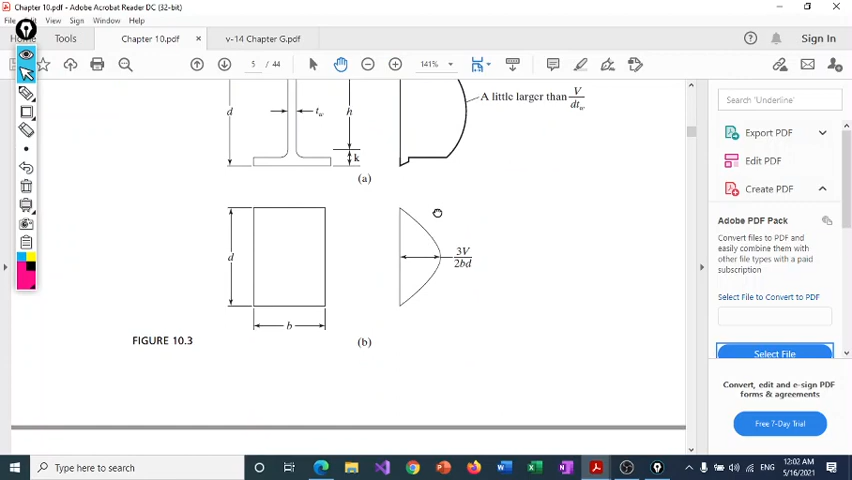 Chapter 10.pdf - Adobe Acrobat Reader DC (32-bit)
File Edit View Sign Window Help
Home Tools Chapter 10.pdf × v-14 Chapter G.pdf Sign In
5 / 44 141%
Search 'Underline'
Export PDF
Edit PDF
Create PDF
Adobe PDF Pack
Convert files to PDF and
easily combine them with
other file types with a paid
subscription
Select File to Convert to PDF
Select File
Convert, edit and e-sign PDF
forms & agreements
Free 7-Day Trial
d t_w h k
A little larger than V/dt_w
(a)
d
3V/2bd
b
FIGURE 10.3 (b)
Type here to search
ENG
12:02 AM
5/16/2021